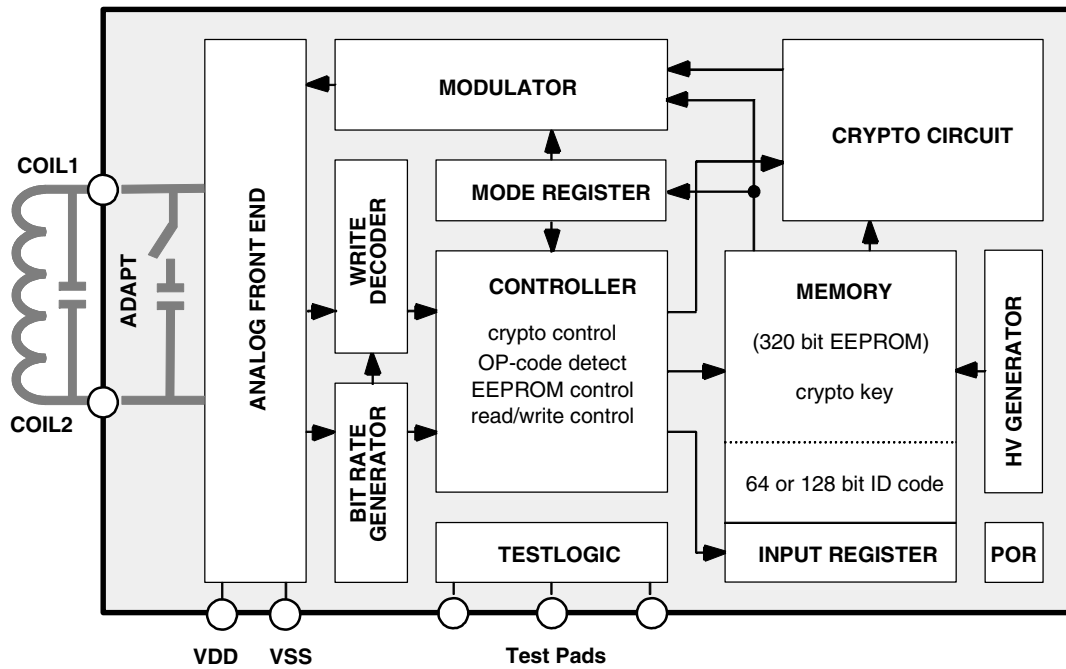 MODULATOR
CRYPTO CIRCUIT
COIL1
MODE REGISTER
ADAPT
ANALOG FRONT END
WRITE
DECODER
CONTROLLER
crypto control
OP-code detect
EEPROM control
read/write control
MEMORY
(320 bit EEPROM)
crypto key
64 or 128 bit ID code
HV GENERATOR
COIL2
BIT RATE
GENERATOR
TESTLOGIC
INPUT REGISTER
POR
VDD
VSS
Test Pads